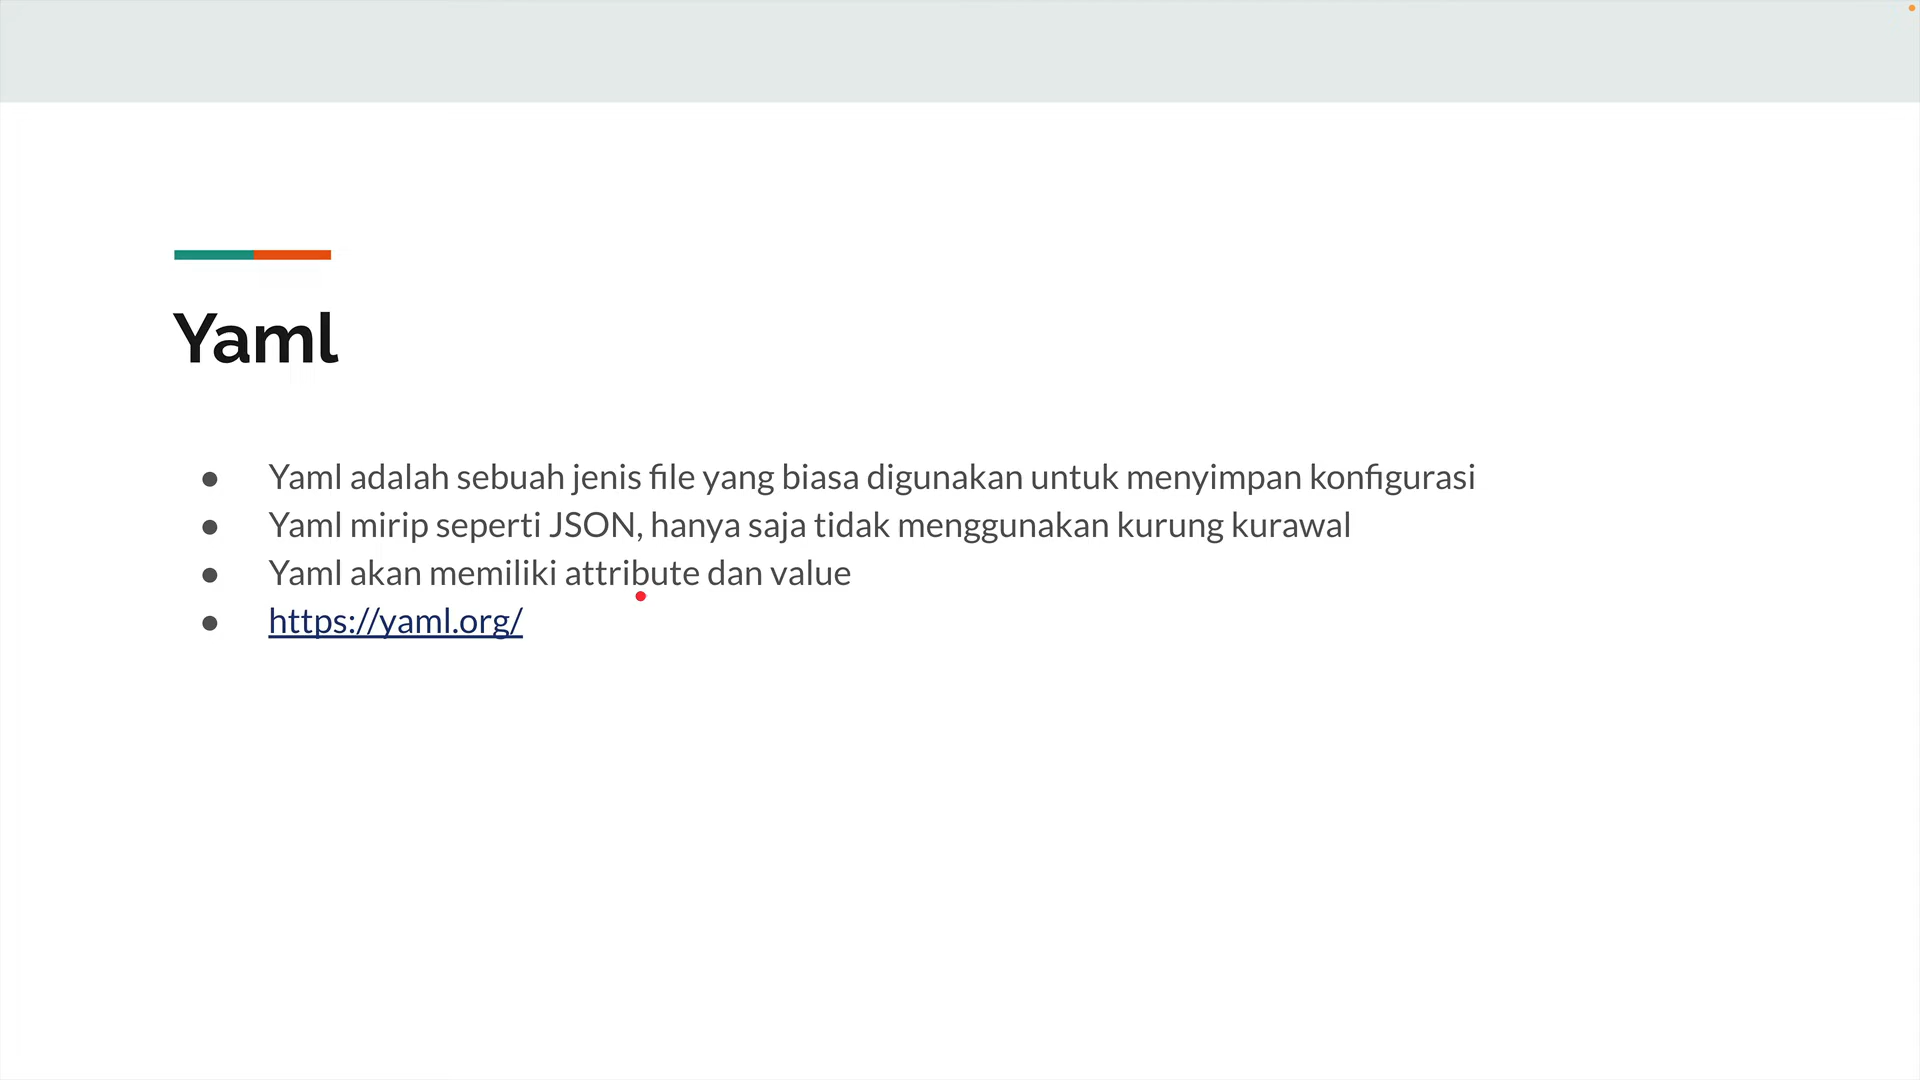 Yaml
● Yaml adalah sebuah jenis file yang biasa digunakan untuk menyimpan konfigurasi
● Yaml mirip seperti JSON, hanya saja tidak menggunakan kurung kurawal
● Yaml akan memiliki attribute dan value
● https://yaml.org/